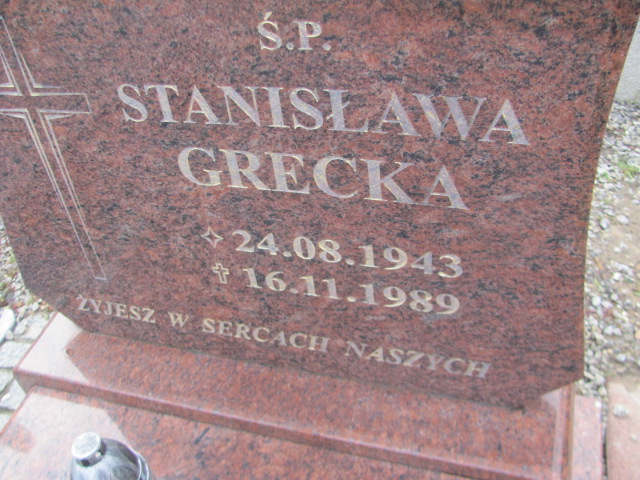 Ś.P.
STANISŁAWA
GRECKA
24.08.1943
16.11.1989
ŻYJESZ W SERCACH NASZYCH